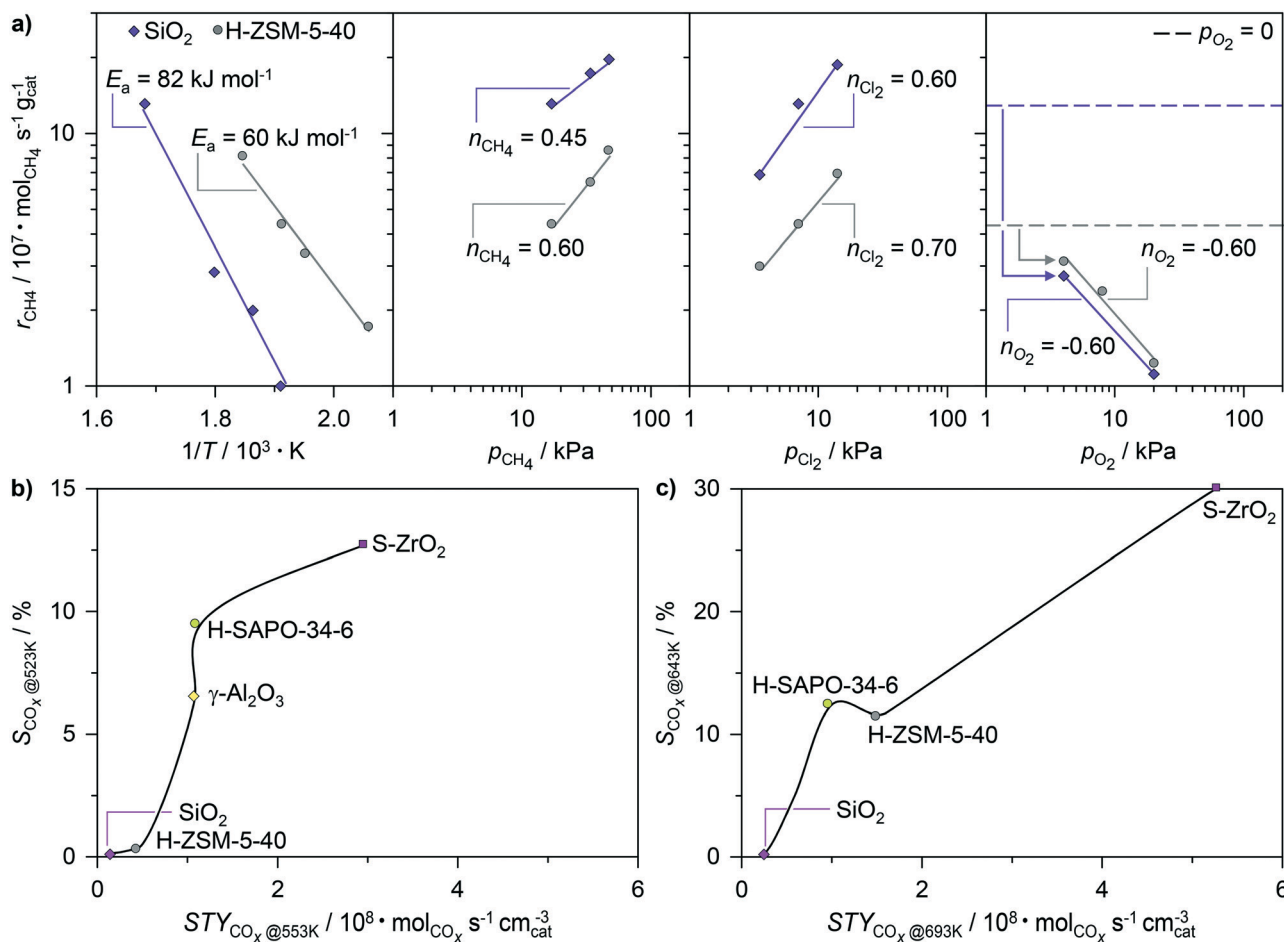 a)
SiO2 H-ZSM-5-40
Ea = 82 kJ mol-1
Ea = 60 kJ mol-1
nCH4 = 0.45
nCH4 = 0.60
nCl2 = 0.60
nCl2 = 0.70
pO2 = 0
nO2 = -0.60
nO2 = -0.60
rCH4 / 10^7 • molCH4 s-1 g-1cat
10
1
1.6 1.8 2.0 1 10 100 1 10 100 1 10 100
1/T / 10^3 • K pCH4 / kPa pCl2 / kPa pO2 / kPa
b)
15
10
5
0
SCOx @523K / %
S-ZrO2
H-SAPO-34-6
γ-Al2O3
SiO2
H-ZSM-5-40
0 2 4 6
STYCOx @553K / 10^8 • molCOx s-1 cm-3cat
c)
30
20
10
0
SCOx @643K / %
S-ZrO2
H-SAPO-34-6
H-ZSM-5-40
SiO2
0 2 4 6
STYCOx @693K / 10^8 • molCOx s-1 cm-3cat